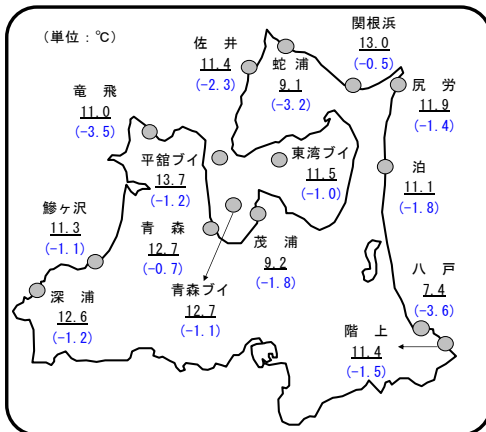 (単位：℃)
関根浜
13.0
(-0.5)
佐井
11.4
(-2.3)
蛇浦
9.1
(-3.2)
尻労
11.9
(-1.4)
竜飛
11.0
(-3.5)
平舘ブイ
13.7
(-1.2)
東湾ブイ
11.5
(-1.0)
泊
11.1
(-1.8)
鰺ヶ沢
11.3
(-1.1)
青森
12.7
(-0.7)
茂浦
9.2
(-1.8)
八戸
7.4
(-3.6)
深浦
12.6
(-1.2)
青森ブイ
12.7
(-1.1)
階上
11.4
(-1.5)